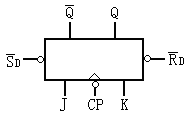 Q̅ Q
S̅D R̅D
J CP K